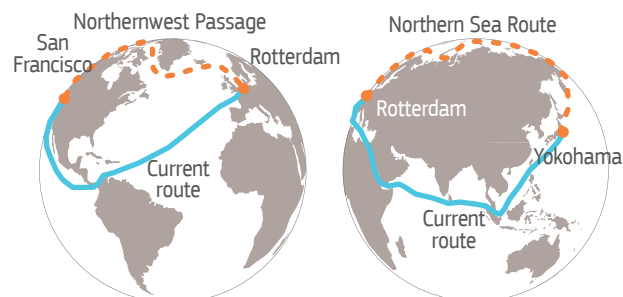 Northernwest Passage
San
Francisco
Rotterdam
Current
route
Northern Sea Route
Rotterdam
Yokohama
Current
route